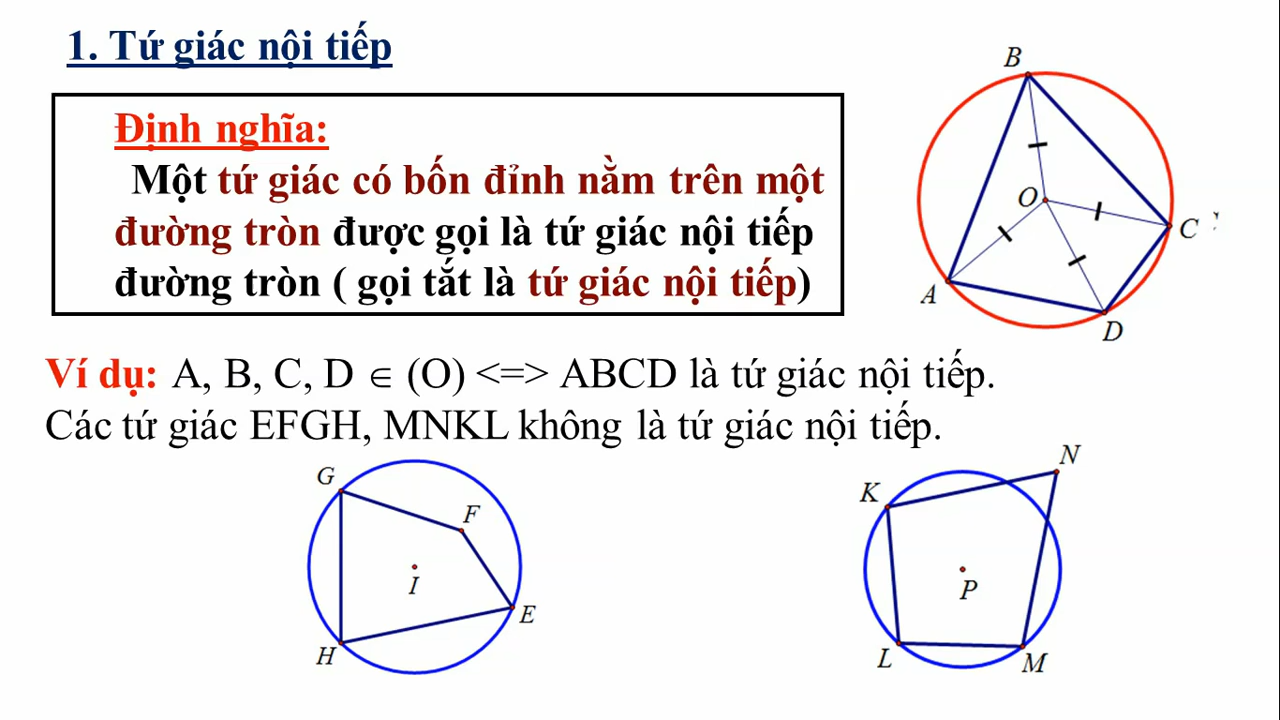 1. Tứ giác nội tiếp
Định nghĩa:
Một tứ giác có bốn đỉnh nằm trên một
đường tròn được gọi là tứ giác nội tiếp
đường tròn ( gọi tắt là tứ giác nội tiếp)
B
O
C
A
D
Ví dụ: A, B, C, D ∈ (O) <=> ABCD là tứ giác nội tiếp.
Các tứ giác EFGH, MNKL không là tứ giác nội tiếp.
G
F
I
E
H
N
K
P
L
M